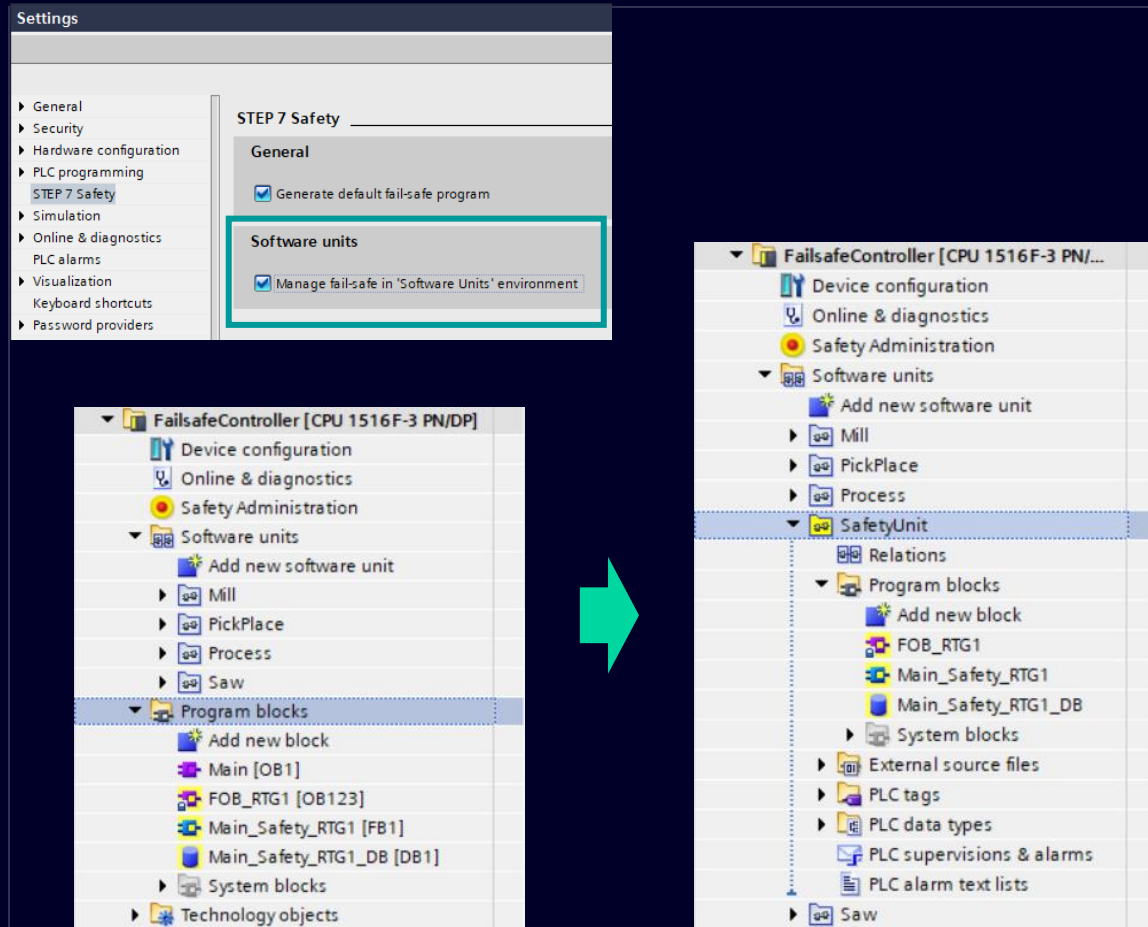 Settings
General
Security
Hardware configuration
PLC programming
STEP 7 Safety
Simulation
Online & diagnostics
PLC alarms
Visualization
Keyboard shortcuts
Password providers
STEP 7 Safety
General
Generate default fail-safe program
Software units
Manage fail-safe in 'Software Units' environment
FailsafeController [CPU 1516F-3 PN/DP]
Device configuration
Online & diagnostics
Safety Administration
Software units
Add new software unit
Mill
PickPlace
Process
Saw
Program blocks
Add new block
Main [OB1]
FOB_RTG1 [OB123]
Main_Safety_RTG1 [FB1]
Main_Safety_RTG1_DB [DB1]
System blocks
Technology objects
FailsafeController [CPU 1516F-3 PN/...
Device configuration
Online & diagnostics
Safety Administration
Software units
Add new software unit
Mill
PickPlace
Process
SafetyUnit
Relations
Program blocks
Add new block
FOB_RTG1
Main_Safety_RTG1
Main_Safety_RTG1_DB
System blocks
External source files
PLC tags
PLC data types
PLC supervisions & alarms
PLC alarm text lists
Saw